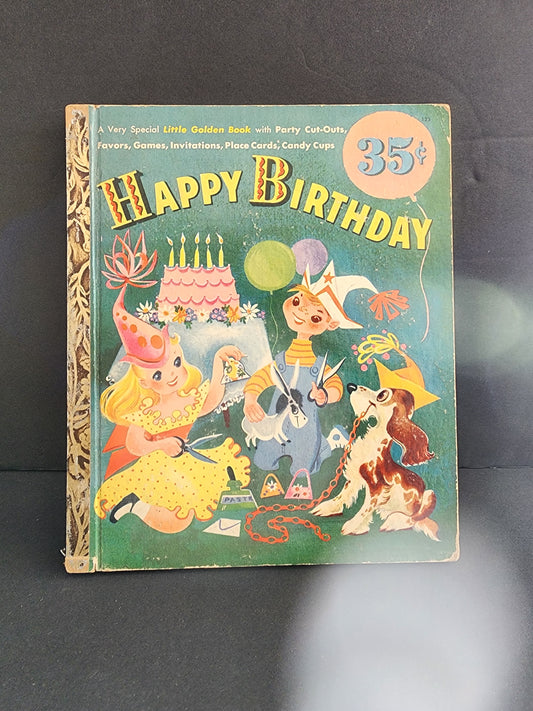 123
A Very Special Little Golden Book with Party Cut-Outs,
Favors, Games, Invitations, Place Cards, Candy Cups
35¢
HAPPY BIRTHDAY
PASTE